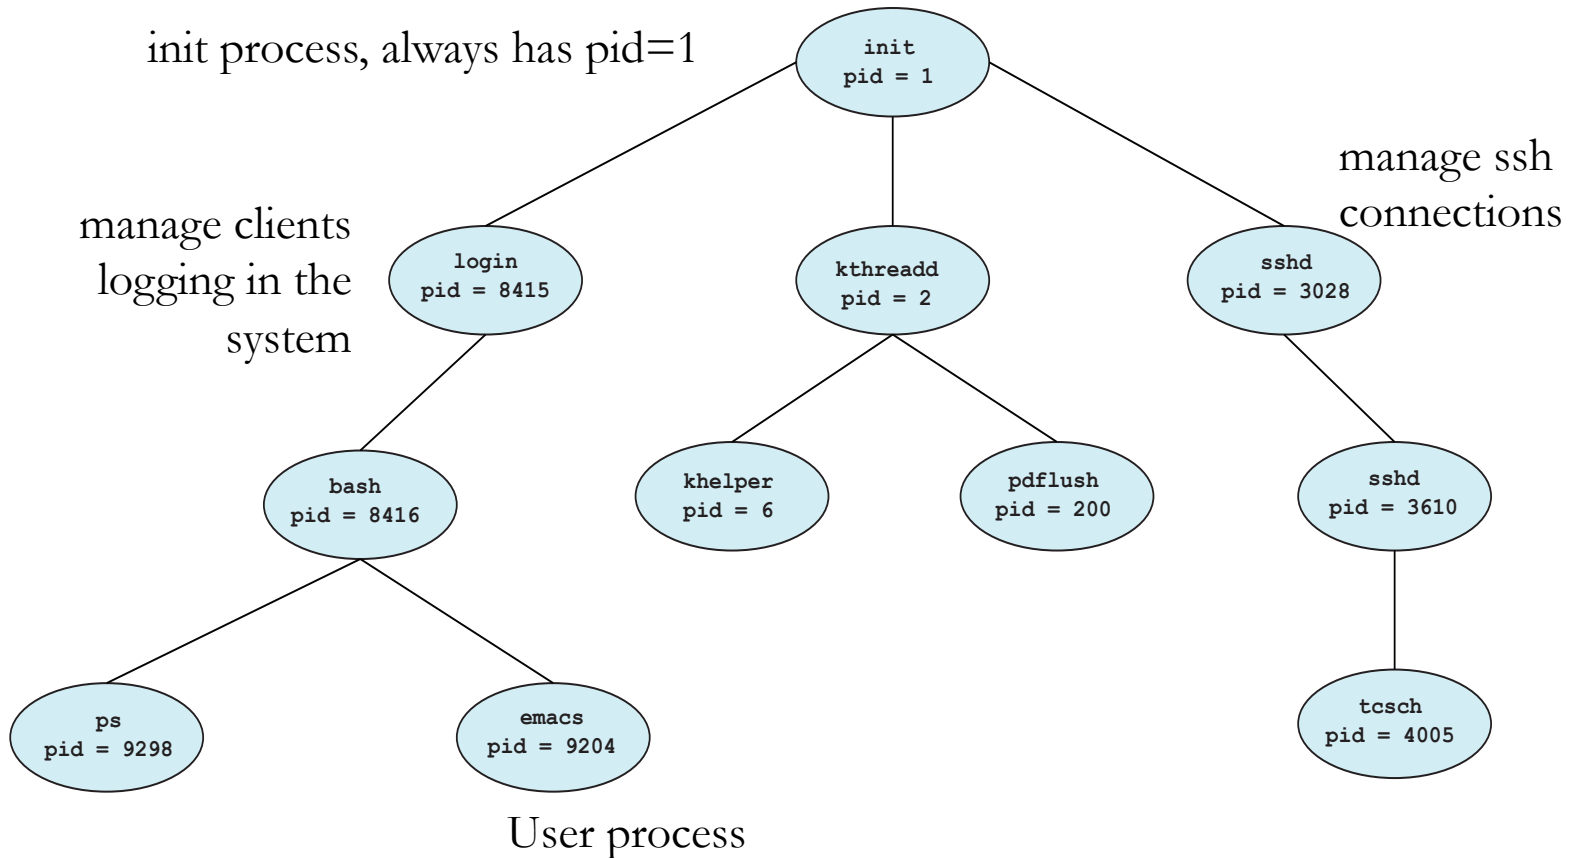 init process, always has pid=1
init
pid = 1
manage ssh
connections
manage clients
logging in the
system
login
pid = 8415
kthreadd
pid = 2
sshd
pid = 3028
bash
pid = 8416
khelper
pid = 6
pdflush
pid = 200
sshd
pid = 3610
ps
pid = 9298
emacs
pid = 9204
tcsch
pid = 4005
User process